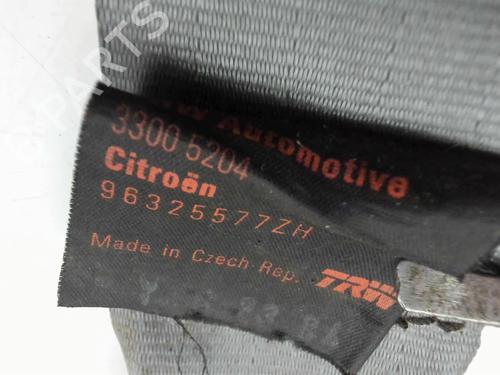 Automotive
3300 5204
Citroën
96325577ZH
Made in Czech Rep.
TRW